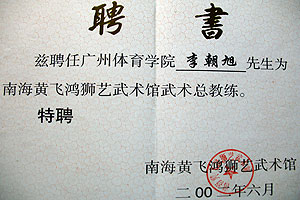 聘 书
兹聘任广州体育学院 李朝旭 先生为
南海黄飞鸿狮艺武术馆武术总教练。
特聘
南海黄飞鸿狮艺武术馆
二00二年六月